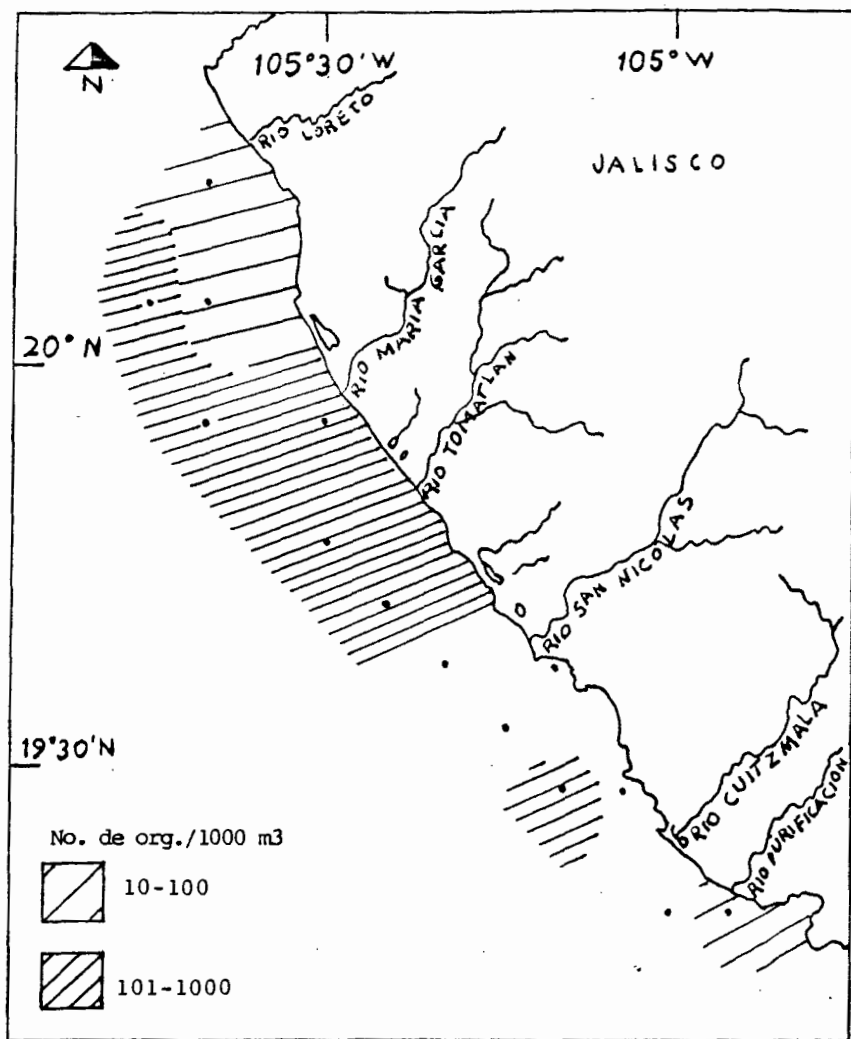 N
105°30'W
105°W
RIO LORETO
JALISCO
RIO MARIA GARCIA
20°N
RIO TOMATLAN
RIO SAN NICOLAS
19°30'N
RIO CUITZMALA
RIO PURIFICACION
No. de org./1000 m3
10-100
101-1000